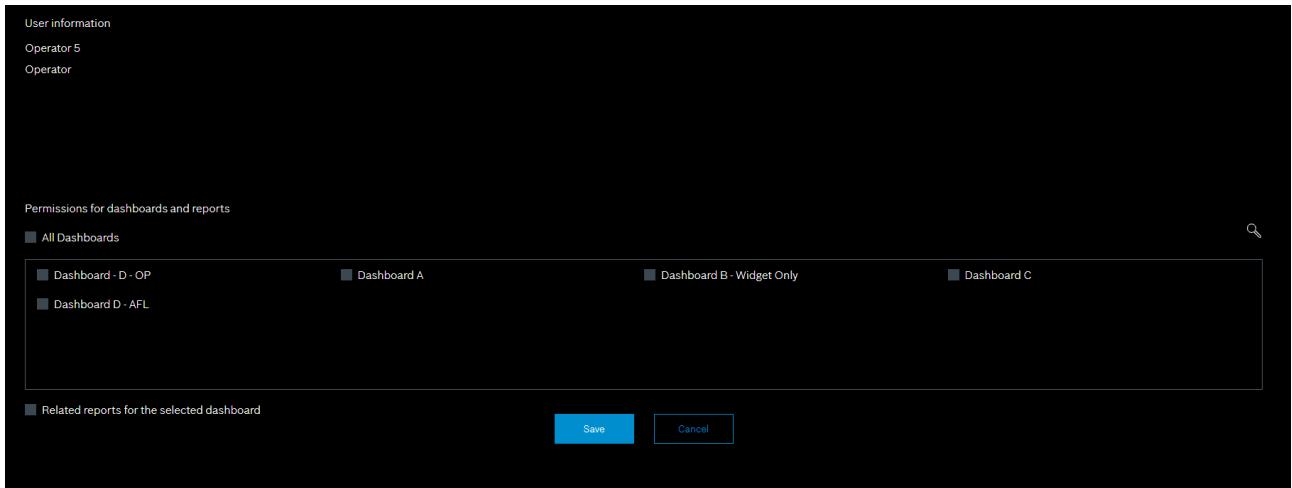 User information
Operator 5
Operator
Permissions for dashboards and reports
All Dashboards
Dashboard - D - OP
Dashboard A
Dashboard B - Widget Only
Dashboard C
Dashboard D - AFL
Related reports for the selected dashboard
Save
Cancel